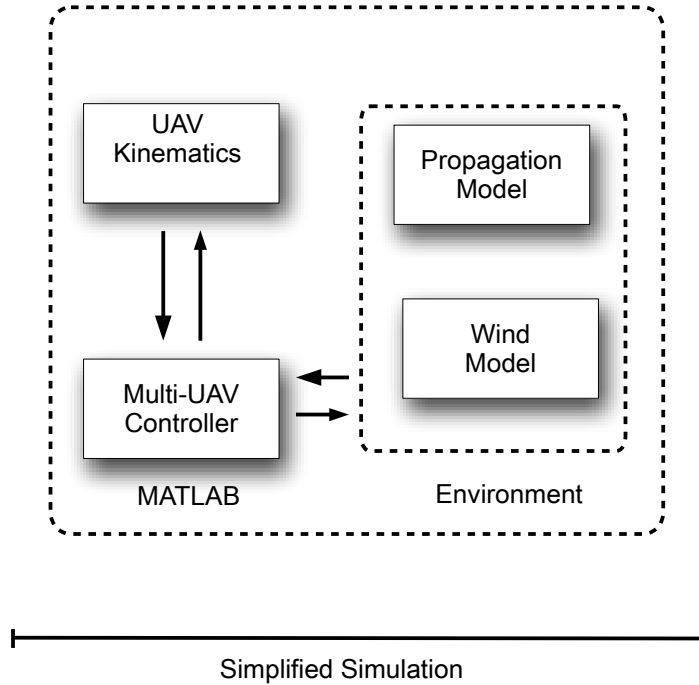 UAV
Kinematics
Propagation
Model
Wind
Model
Multi-UAV
Controller
MATLAB
Environment
Simplified Simulation